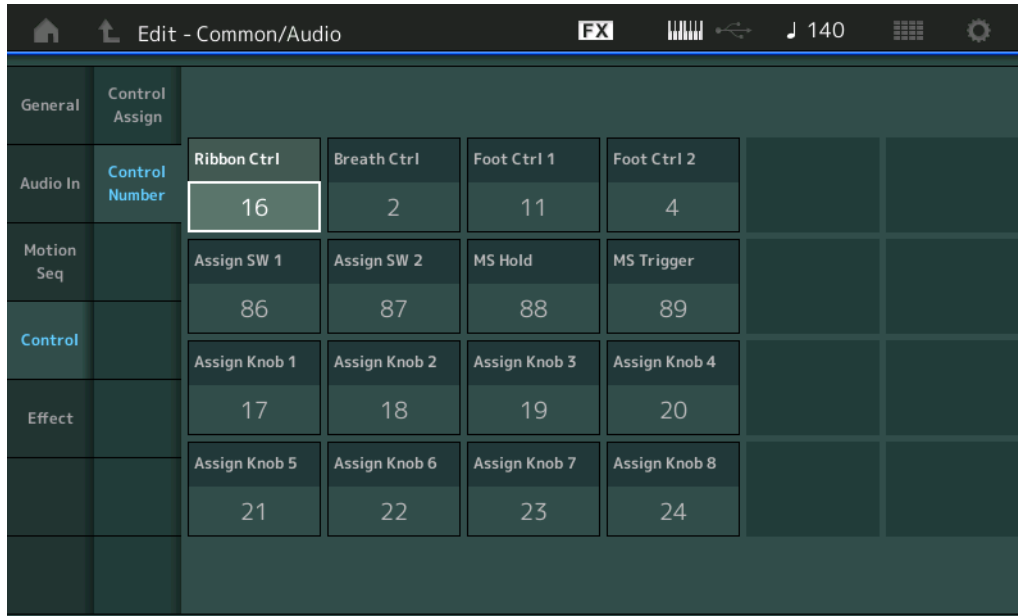 Edit - Common/Audio FX ♩ 140
General
Control
Assign
Audio In
Control
Number
Motion
Seq
Control
Effect
Ribbon Ctrl Breath Ctrl Foot Ctrl 1 Foot Ctrl 2
16 2 11 4
Assign SW 1 Assign SW 2 MS Hold MS Trigger
86 87 88 89
Assign Knob 1 Assign Knob 2 Assign Knob 3 Assign Knob 4
17 18 19 20
Assign Knob 5 Assign Knob 6 Assign Knob 7 Assign Knob 8
21 22 23 24